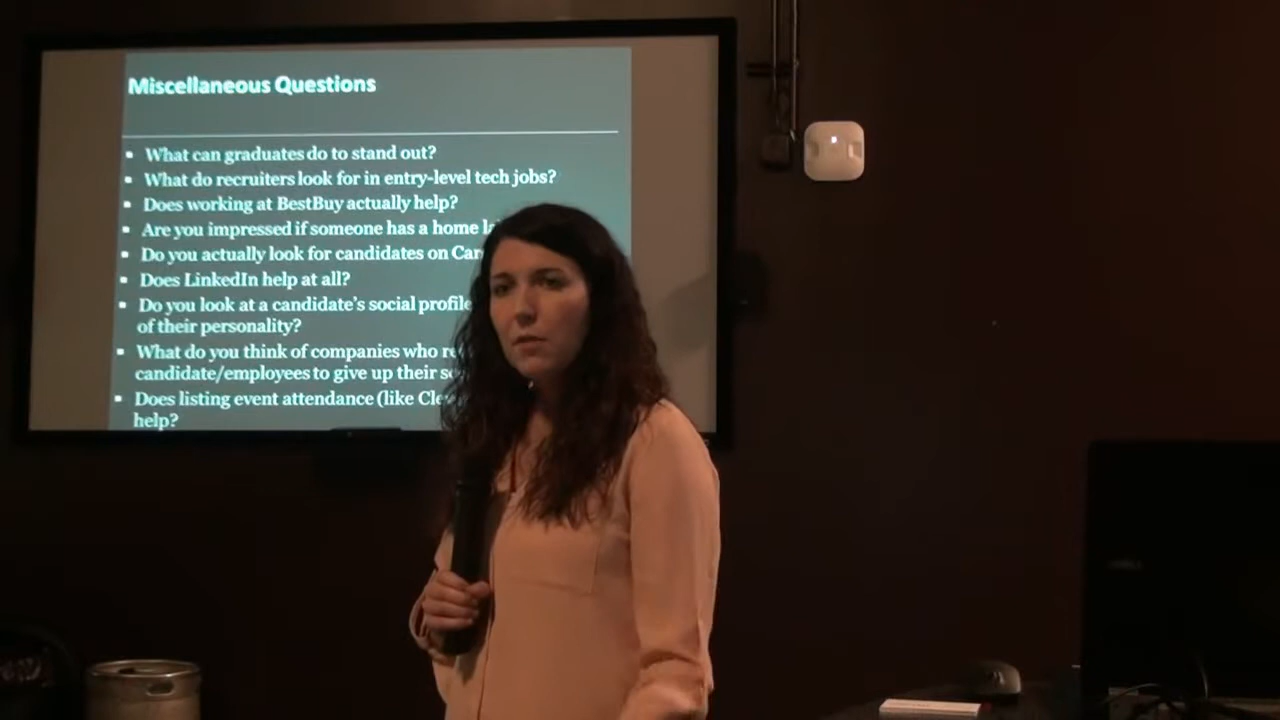 Miscellaneous Questions
What can graduates do to stand out?
What do recruiters look for in entry-level tech jobs?
Does working at BestBuy actually help?
Are you impressed if someone has a home
Do you actually look for candidates on
Does LinkedIn help at all?
Do you look at a candidate's social profile
of their personality?
What do you think of companies who
candidate/employees to give up their
Does listing event attendance (like
help?